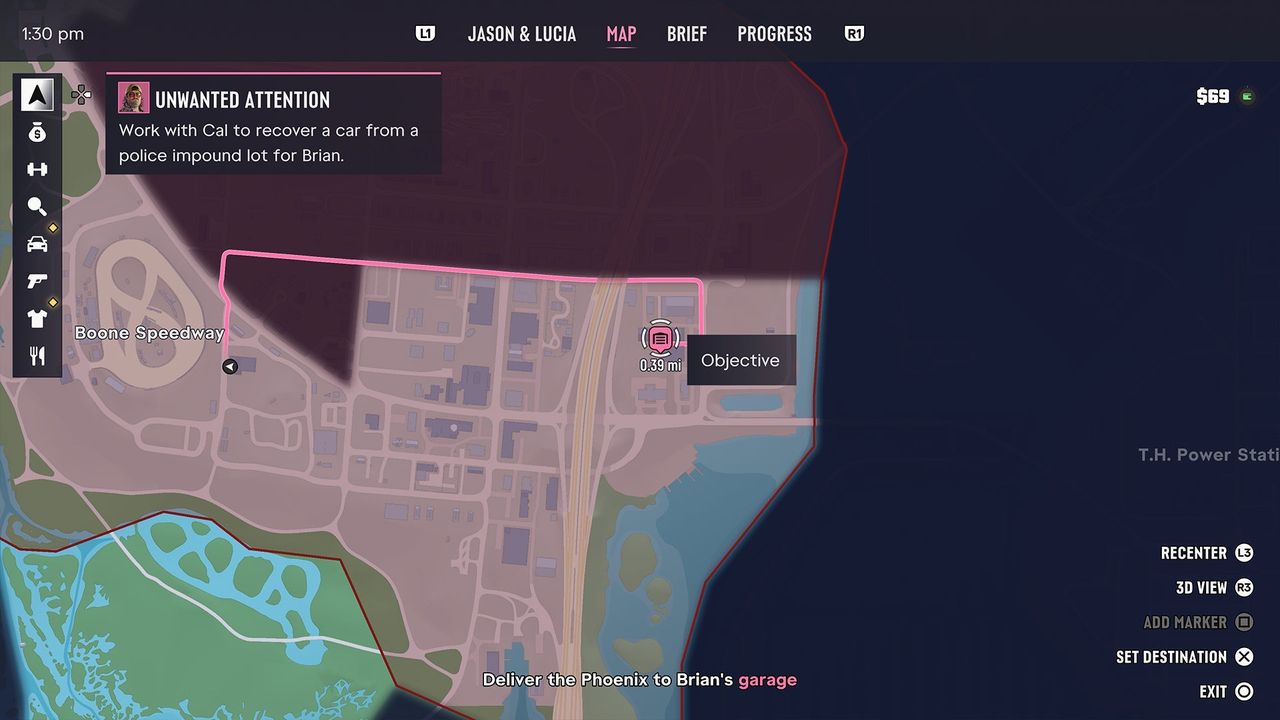 1:30 pm
L1 JASON & LUCIA MAP BRIEF PROGRESS R1
$69
UNWANTED ATTENTION
Work with Cal to recover a car from a
police impound lot for Brian.
Boone Speedway
0.39 mi
Objective
T.H. Power Stati
RECENTER L3
3D VIEW R3
ADD MARKER
SET DESTINATION
EXIT
Deliver the Phoenix to Brian's garage